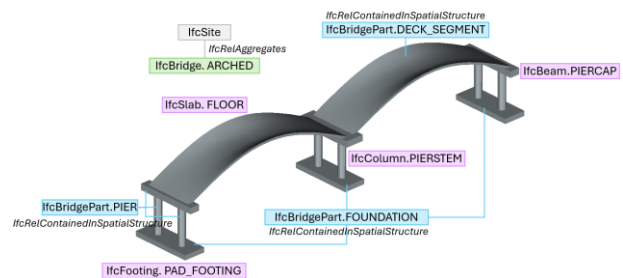 IfcRelContainedInSpatialStructure
IfcBridgePart.DECK_SEGMENT
IfcSite
IfcRelAggregates
IfcBridge. ARCHED
IfcBeam.PIERCAP
IfcSlab. FLOOR
IfcColumn.PIERSTEM
IfcBridgePart.PIER
IfcRelContainedInSpatialStructure
IfcBridgePart.FOUNDATION
IfcRelContainedInSpatialStructure
IfcFooting. PAD_FOOTING